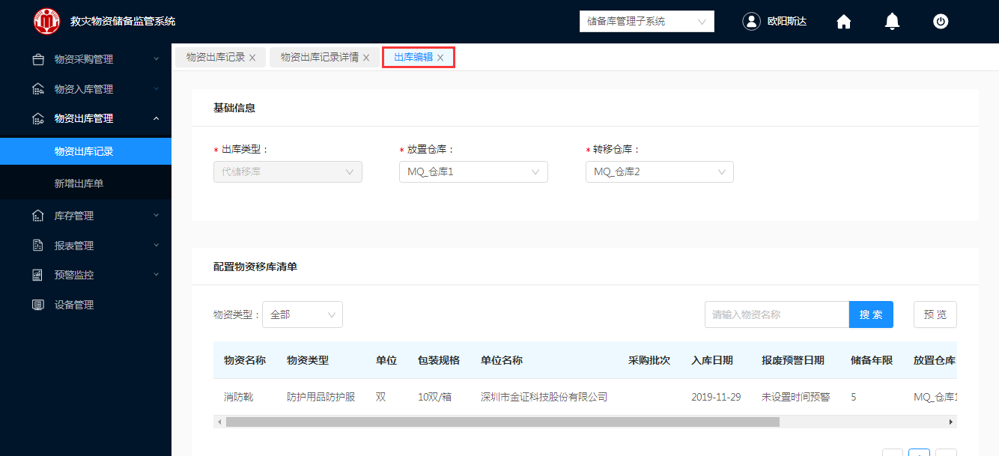 救灾物资储备监管系统
储备库管理子系统
欧阳斯达
物资采购管理
物资入库管理
物资出库管理
物资出库记录
新增出库单
库存管理
报表管理
预警监控
设备管理
物资出库记录 X 物资出库记录详情 X 出库编辑 X
基础信息
* 出库类型：
* 放置仓库：
* 转移仓库：
代储移库
MQ_仓库1
MQ_仓库2
配置物资移库清单
物资类型： 全部
请输入物资名称
搜 索
预 览
物资名称 物资类型 单位 包装规格 单位名称 采购批次 入库日期 报废预警日期 储备年限 放置仓库
消防靴 防护用品防护服 双 10双/箱 深圳市金证科技股份有限公司 2019-11-29 未设置时间预警 5 MQ_仓库1